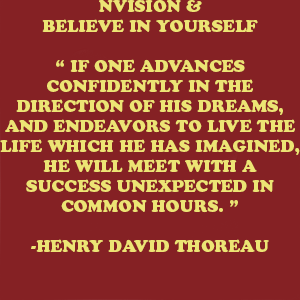 NVISION &
BELIEVE IN YOURSELF
“ IF ONE ADVANCES
CONFIDENTLY IN THE
DIRECTION OF HIS DREAMS,
AND ENDEAVORS TO LIVE THE
LIFE WHICH HE HAS IMAGINED,
HE WILL MEET WITH A
SUCCESS UNEXPECTED IN
COMMON HOURS. ”
-HENRY DAVID THOREAU